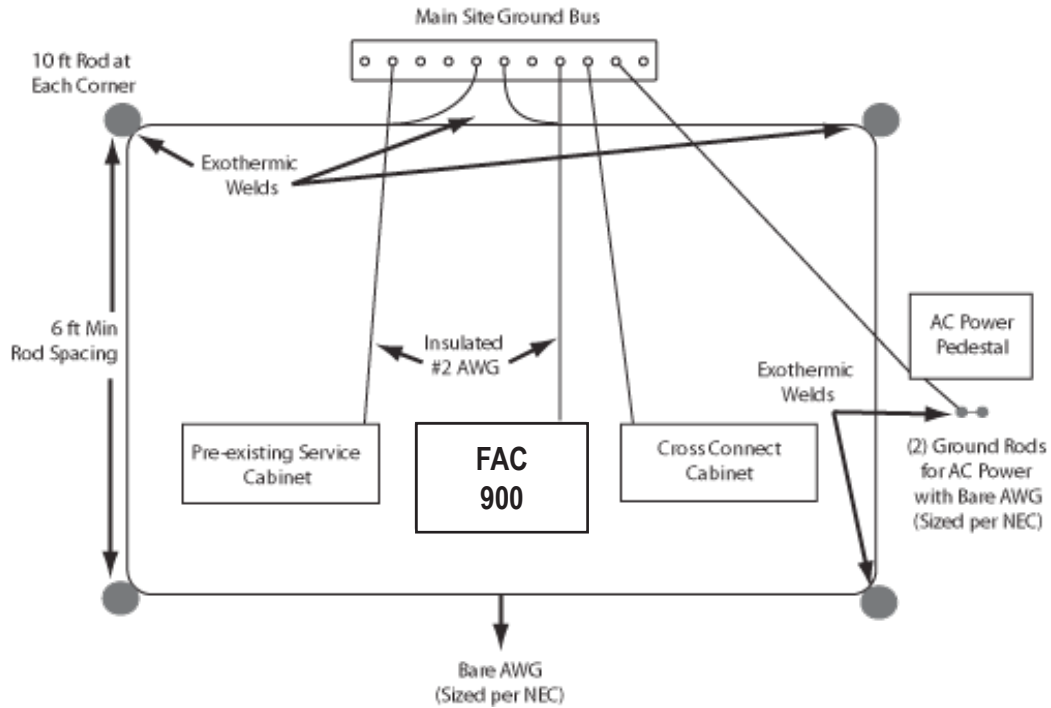 Main Site Ground Bus
10 ft Rod at
Each Corner
Exothermic
Welds
6 ft Min
Rod Spacing
Insulated
#2 AWG
AC Power
Pedestal
Exothermic
Welds
Pre-existing Service
Cabinet
FAC
900
Cross Connect
Cabinet
(2) Ground Rods
for AC Power
with Bare AWG
(Sized per NEC)
Bare AWG
(Sized per NEC)